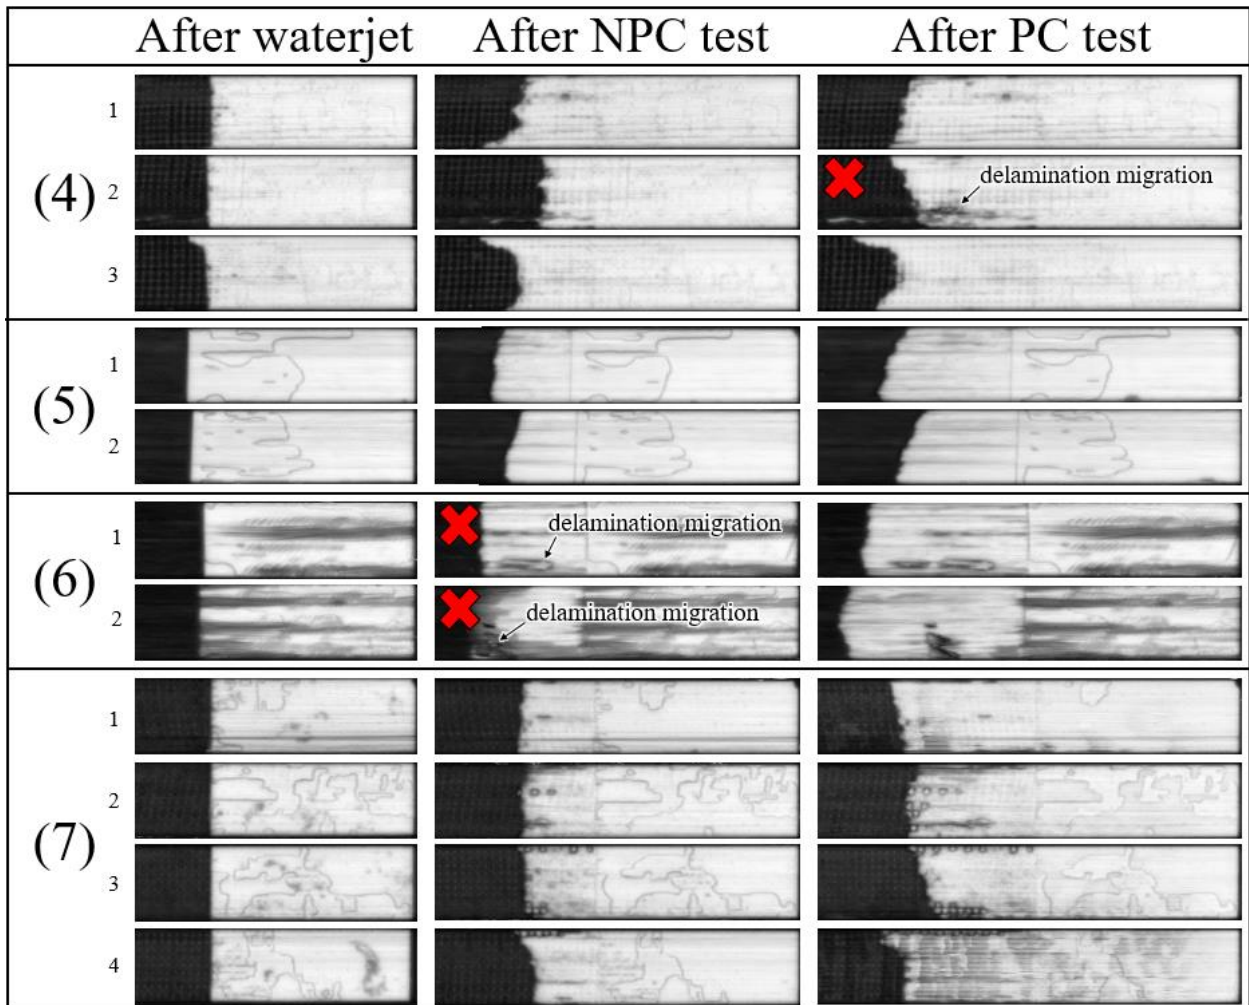 After waterjet After NPC test After PC test
1
(4) 2 delamination migration
3
1
(5)
2
1 delamination migration
(6)
2 delamination migration
1
2
(7)
3
4